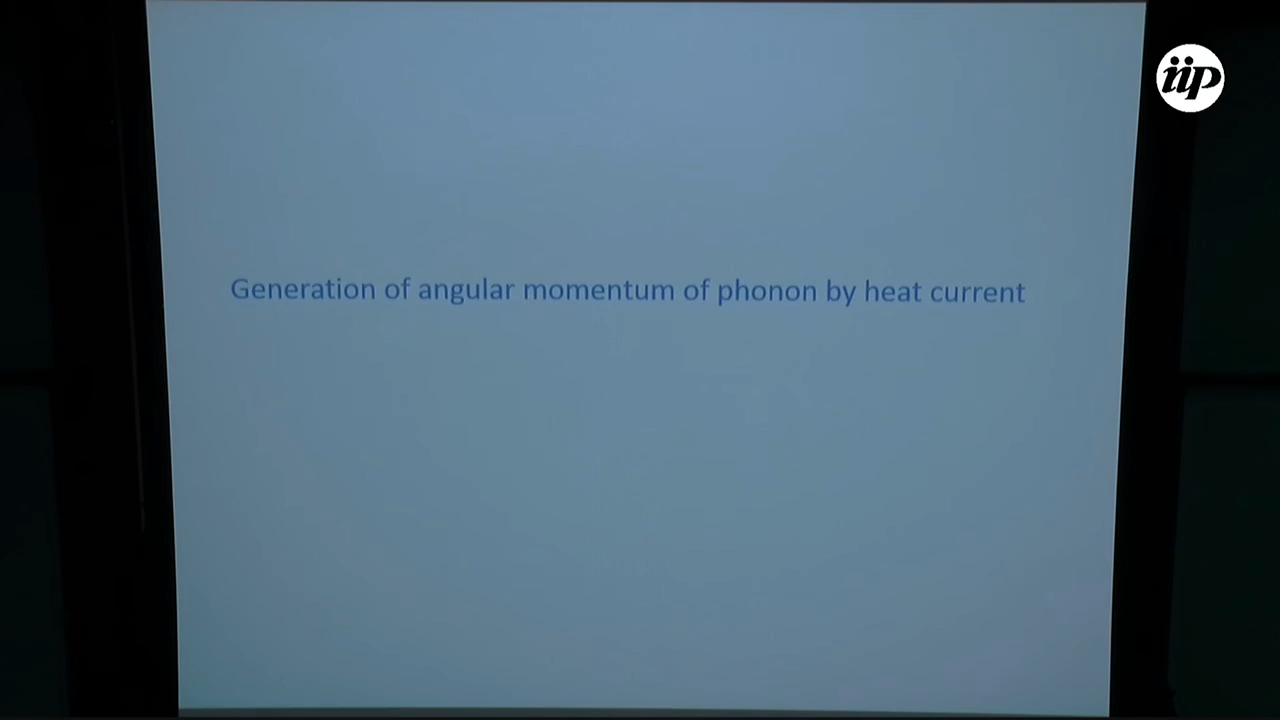 iip
Generation of angular momentum of phonon by heat current